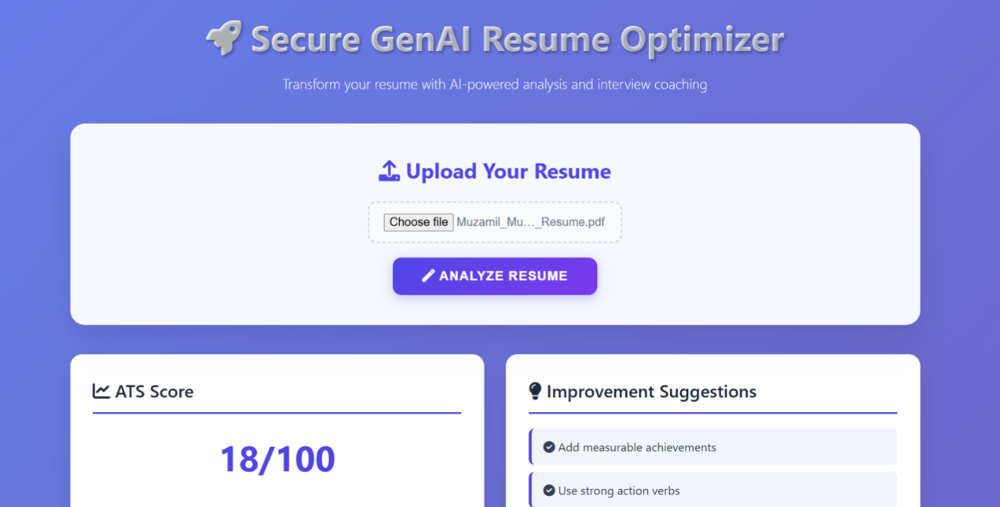 Secure GenAI Resume Optimizer
Transform your resume with AI-powered analysis and interview coaching
Upload Your Resume
Choose file Muzamil_Mu..._Resume.pdf
ANALYZE RESUME
ATS Score
18/100
Improvement Suggestions
Add measurable achievements
Use strong action verbs